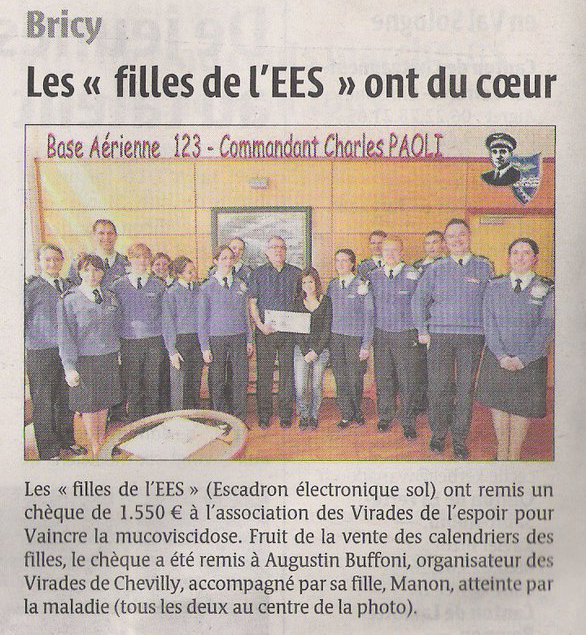 Bricy
Les « filles de l'EES » ont du cœur
Base Aérienne 123 - Commandant Charles PAOLI
Les « filles de l'EES » (Escadron électronique sol) ont remis un
chèque de 1.550 € à l'association des Virades de l'espoir pour
Vaincre la mucoviscidose. Fruit de la vente des calendriers des
filles, le chèque a été remis à Augustin Buffoni, organisateur des
Virades de Chevilly, accompagné par sa fille, Manon, atteinte par
la maladie (tous les deux au centre de la photo).